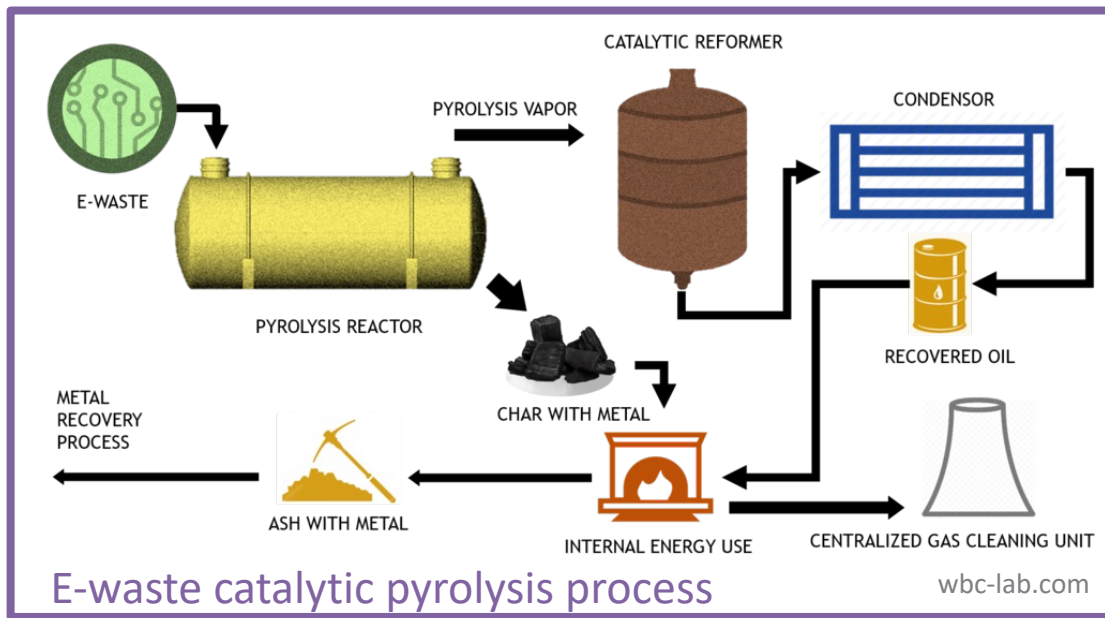 CATALYTIC REFORMER
PYROLYSIS VAPOR
CONDENSOR
E-WASTE
PYROLYSIS REACTOR
RECOVERED OIL
CHAR WITH METAL
METAL
RECOVERY
PROCESS
ASH WITH METAL
INTERNAL ENERGY USE
CENTRALIZED GAS CLEANING UNIT
E-waste catalytic pyrolysis process
wbc-lab.com